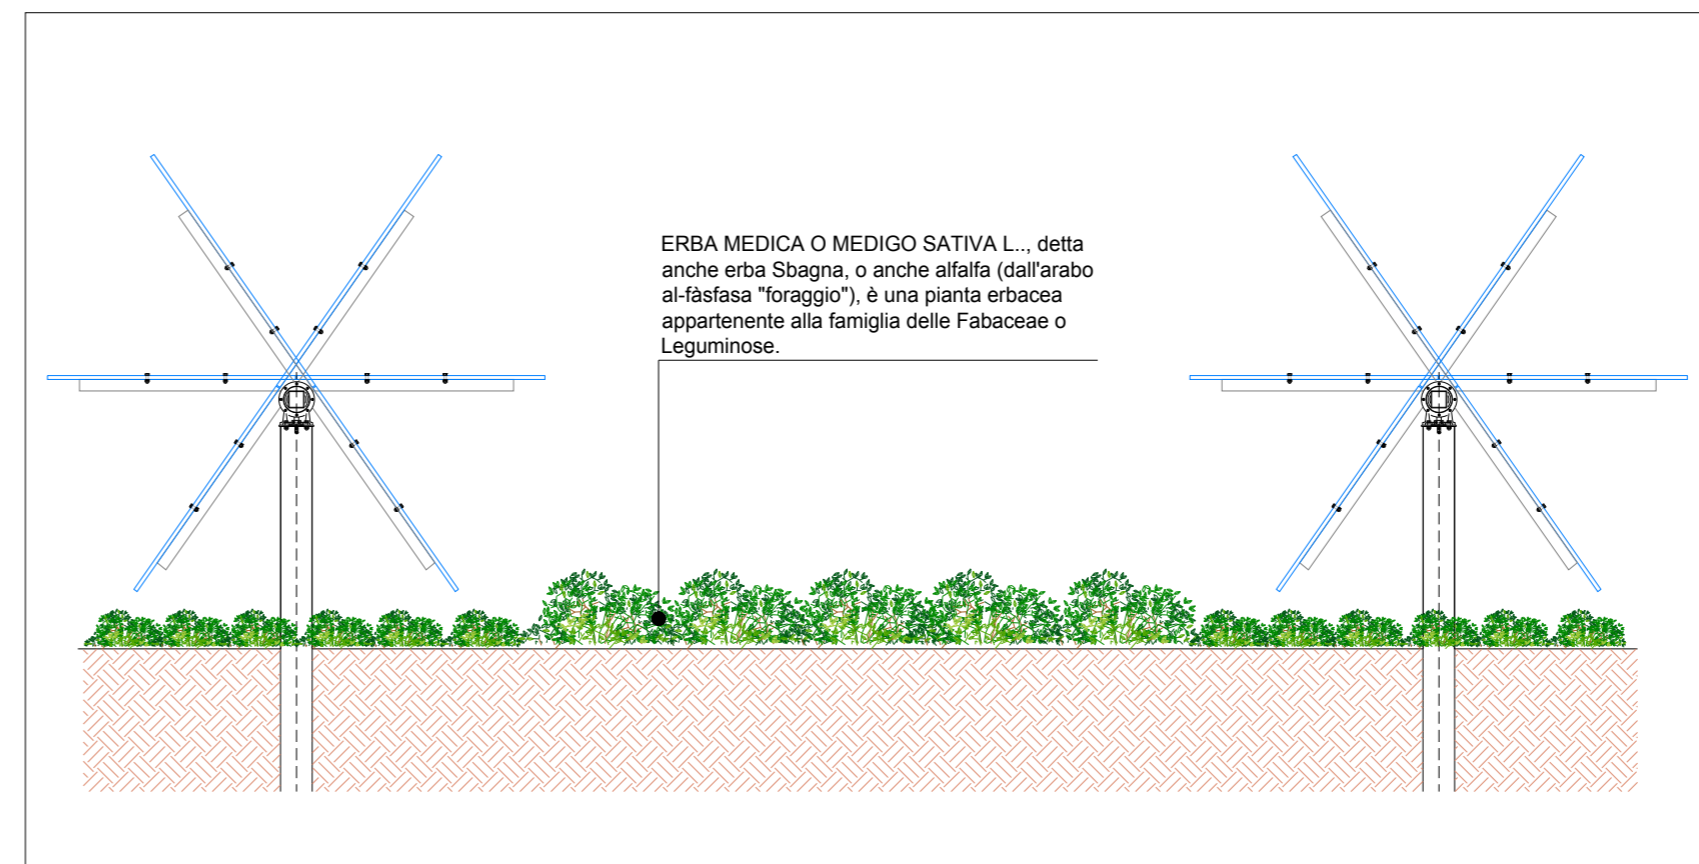 ERBA MEDICA O MEDIGO SATIVA L.., detta
anche erba Sbagna, o anche alfalfa (dall'arabo
al-fàsfasa "foraggio"), è una pianta erbacea
appartenente alla famiglia delle Fabaceae o
Leguminose.